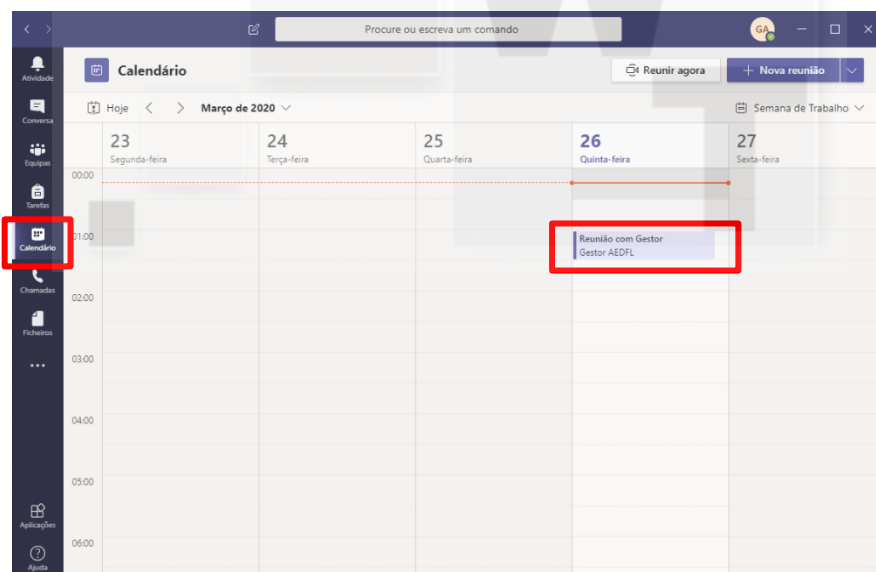 Procure ou escreva um comando
GA
Atividade
Conversa
Equipas
Tarefas
Calendário
Chamadas
Ficheiros
Aplicações
Ajuda
Calendário
Reunir agora
+ Nova reunião
Hoje
Março de 2020
Semana de Trabalho
23
Segunda-feira
24
Terça-feira
25
Quarta-feira
26
Quinta-feira
27
Sexta-feira
00:00
01:00
Reunião com Gestor
Gestor AEDFL
02:00
03:00
04:00
05:00
06:00